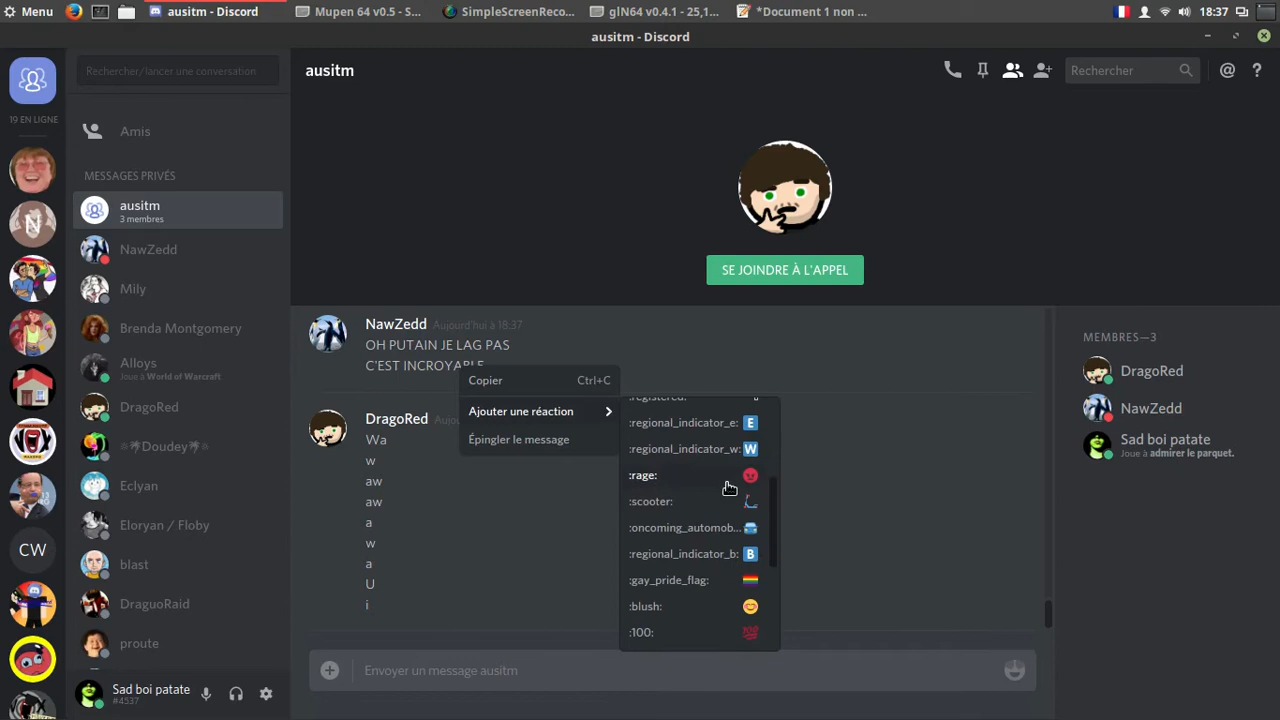 Menu
ausitm - Discord
Mupen 64 v0.5 - S...
SimpleScreenReco...
glN64 v0.4.1 - 25,1...
*Document 1 non ...
18:37
ausitm - Discord
Rechercher/lancer une conversation
ausitm
Rechercher
@
?
19 EN LIGNE
Amis
MESSAGES PRIVÉS
ausitm
3 membres
NawZedd
Mily
Brenda Montgomery
Alloys
Joue à World of Warcraft
DragoRed
☼🌴Doudey🌴☼
Eclyan
Eloryan / Floby
blast
DraguoRaid
proute
N
CW
Sad boi patate
#4537
SE JOINDRE À L'APPEL
NawZedd Aujourd'hui à 18:37
OH PUTAIN JE LAG PAS
C'EST INCROYABLE
DragoRed Aujou
Wa
w
aw
aw
a
w
a
U
i
Copier Ctrl+C
Ajouter une réaction
Épingler le message
:registered:
:regional_indicator_e: E
:regional_indicator_w: W
:rage:
:scooter:
:oncoming_automob...
:regional_indicator_b: B
:gay_pride_flag:
:blush:
:100: 100
Envoyer un message ausitm
MEMBRES—3
DragoRed
NawZedd
Sad boi patate
Joue à admirer le parquet.